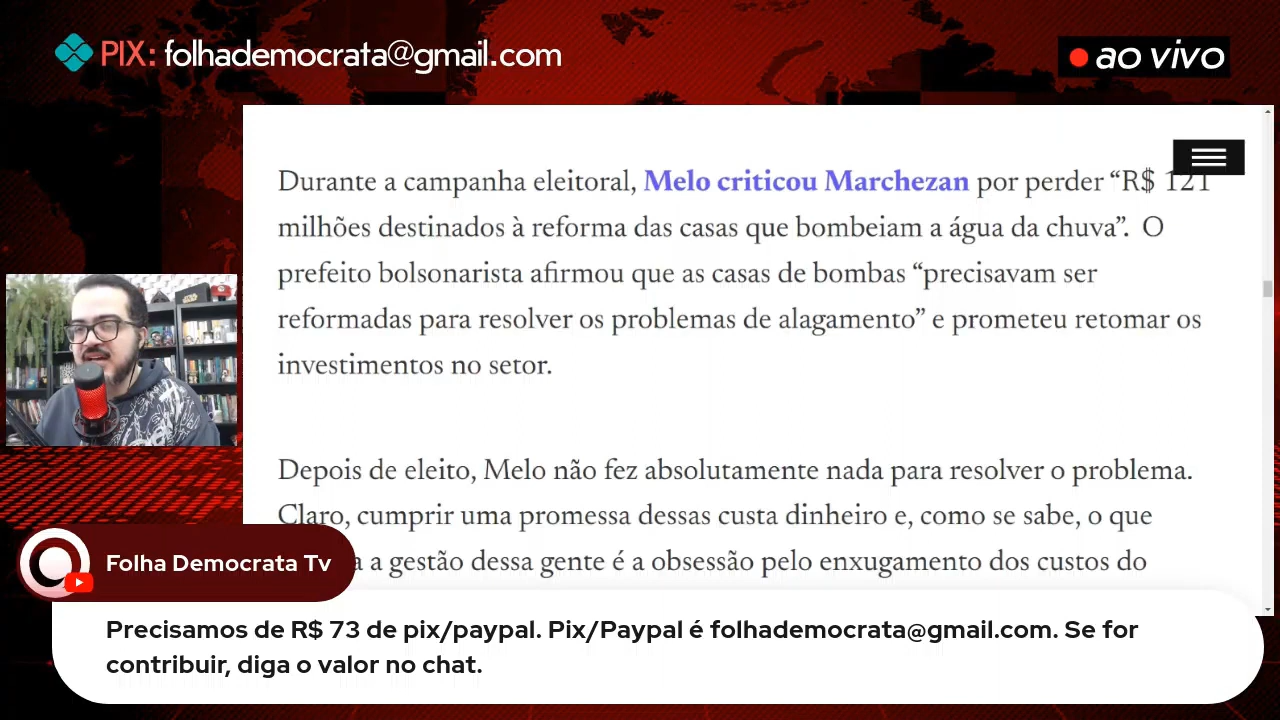 PIX: folhademocrata@gmail.com
ao vivo
Durante a campanha eleitoral, Melo criticou Marchezan por perder “R$ 121
milhões destinados à reforma das casas que bombeiam a água da chuva”. O
prefeito bolsonarista afirmou que as casas de bombas “precisavam ser
reformadas para resolver os problemas de alagamento” e prometeu retomar os
investimentos no setor.
Depois de eleito, Melo não fez absolutamente nada para resolver o problema.
Claro, cumprir uma promessa dessas custa dinheiro e, como se sabe, o que
a gestão dessa gente é a obsessão pelo enxugamento dos custos do
Folha Democrata Tv
Precisamos de R$ 73 de pix/paypal. Pix/Paypal é folhademocrata@gmail.com. Se for
contribuir, diga o valor no chat.